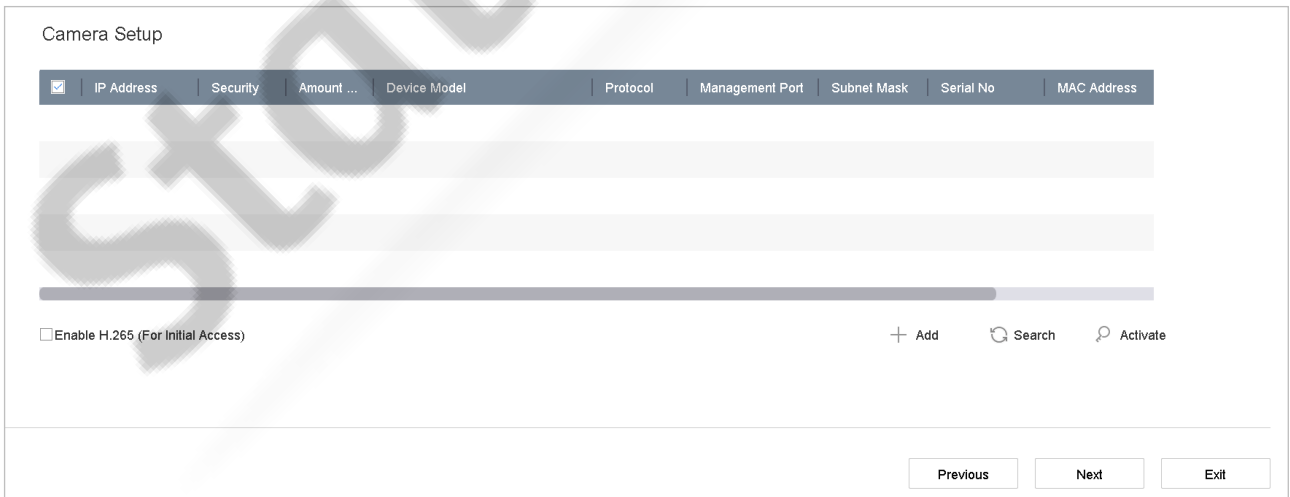 Camera Setup
IP Address Security Amount ... Device Model Protocol Management Port Subnet Mask Serial No MAC Address
Enable H.265 (For Initial Access)
Add Search Activate
Previous Next Exit